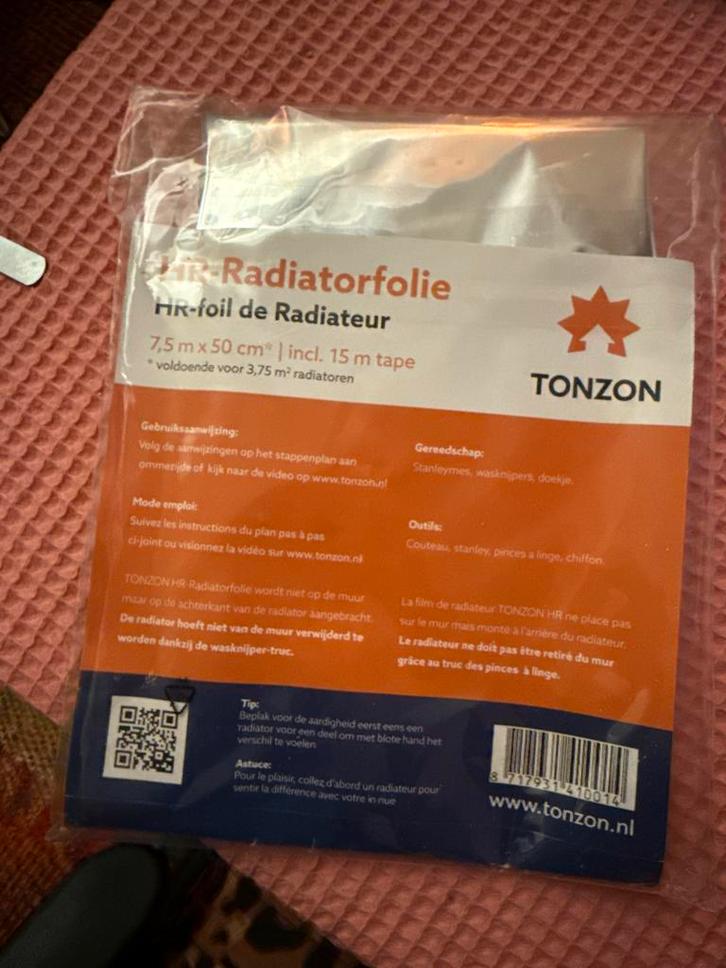 HR-Radiatorfolie
HR-foil de Radiateur
7,5 m x 50 cm* | incl. 15 m tape
* voldoende voor 3,75 m² radiatoren
TONZON
Gebruiksaanwijzing:
Volg de aanwijzingen op het stappenplan aan
ommezijde of kijk naar de video op www.tonzon.nl
Gereedschap:
Stanleymes, wasknijpers, doekje.
Mode emploi:
Suivez les instructions du plan pas à pas
ci-joint ou visionnez la vidéo sur www.tonzon.nl
Outils:
Couteau, stanley, pinces a linge, chiffon.
TONZON HR-Radiatorfolie wordt niet op de muur
maar op de achterkant van de radiator aangebracht.
De radiator hoeft niet van de muur verwijderd te
worden dankzij de wasknijper-truc.
La film de radiateur TONZON HR ne place pas
sur le mur mais monté à l'arrière du radiateur.
Le radiateur ne doit pas être retiré du mur
grâce au truc des pinces à linge.
Tip:
Beplak voor de aardigheid eerst eens een
radiator voor een deel om met blote hand het
verschil te voelen
Astuce:
Pour le plaisir, collez d'abord un radiateur pour
sentir la différence avec votre in nue
8 717931 410014
www.tonzon.nl